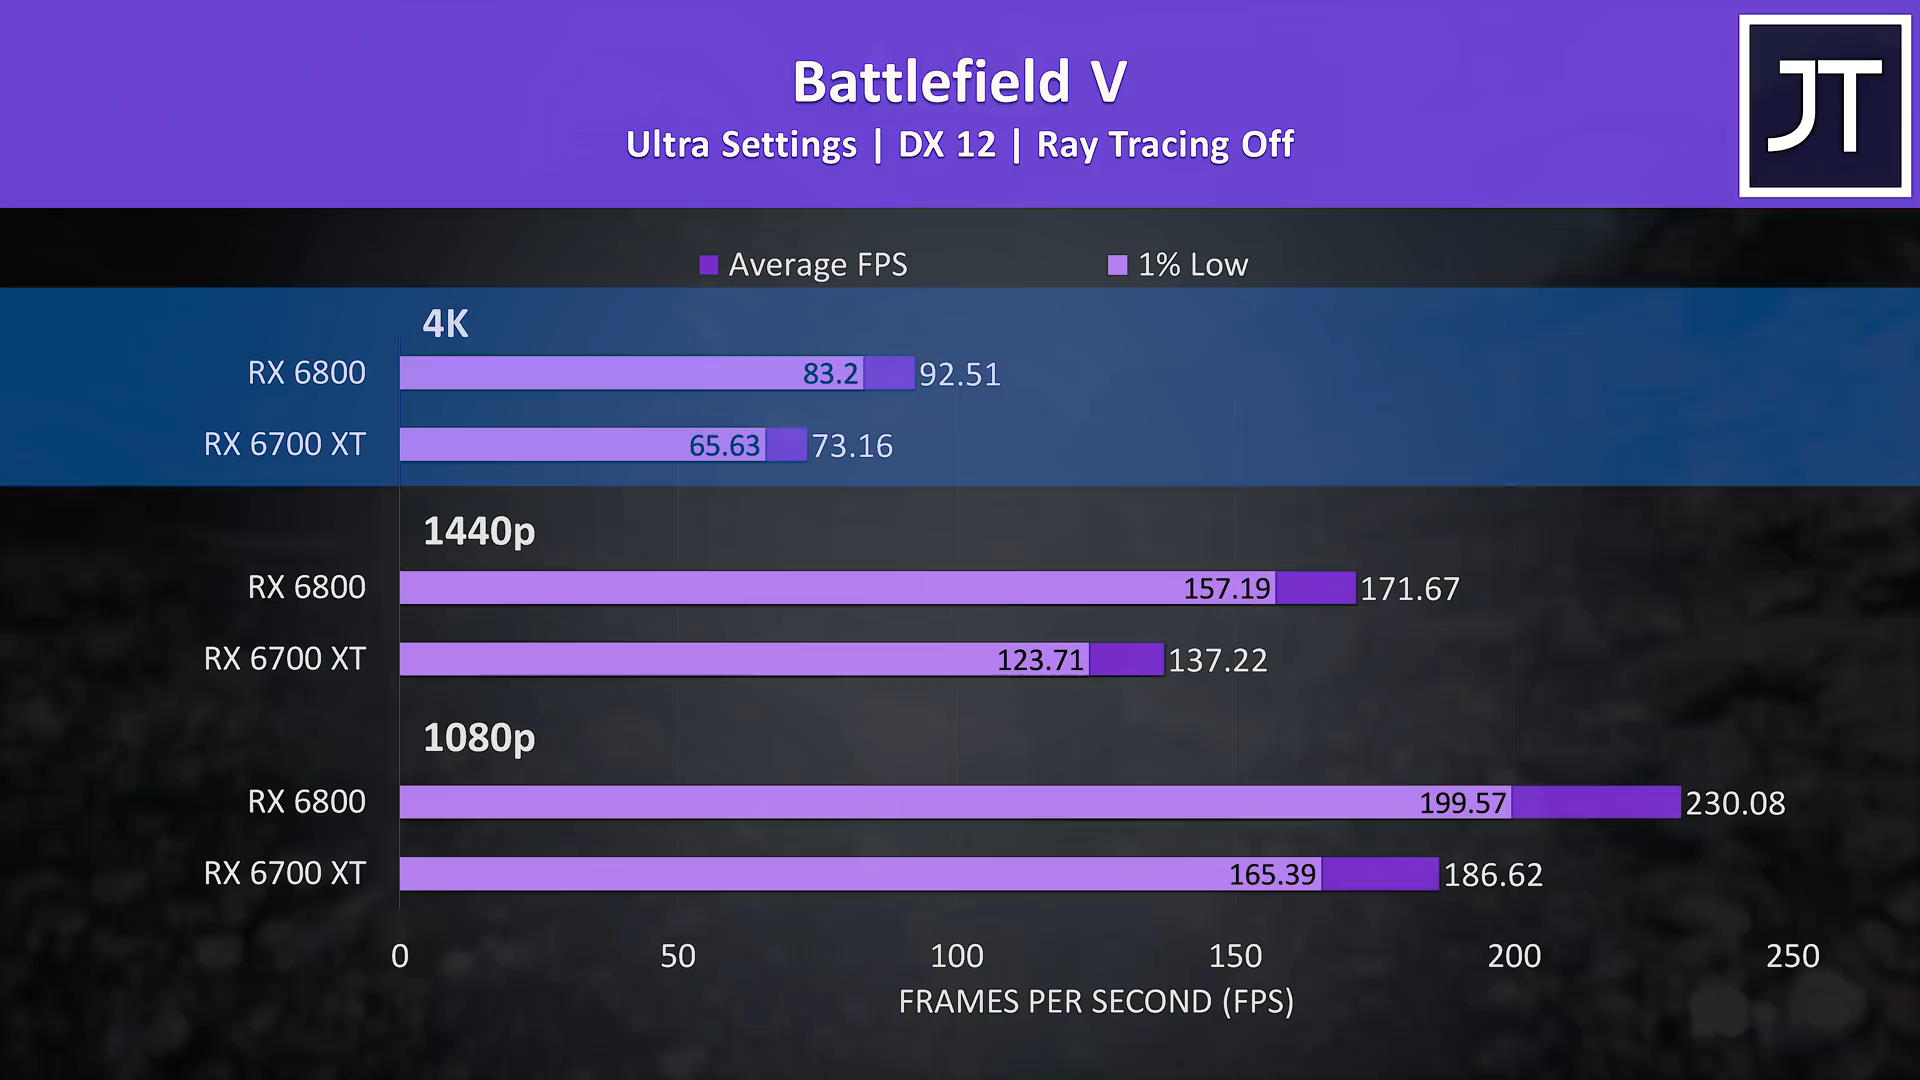 Battlefield V
Ultra Settings | DX 12 | Ray Tracing Off
JT
Average FPS
1% Low
4K
RX 6800
83.2
92.51
RX 6700 XT
65.63
73.16
1440p
RX 6800
157.19
171.67
RX 6700 XT
123.71
137.22
1080p
RX 6800
199.57
230.08
RX 6700 XT
165.39
186.62
0 50 100 150 200 250
FRAMES PER SECOND (FPS)